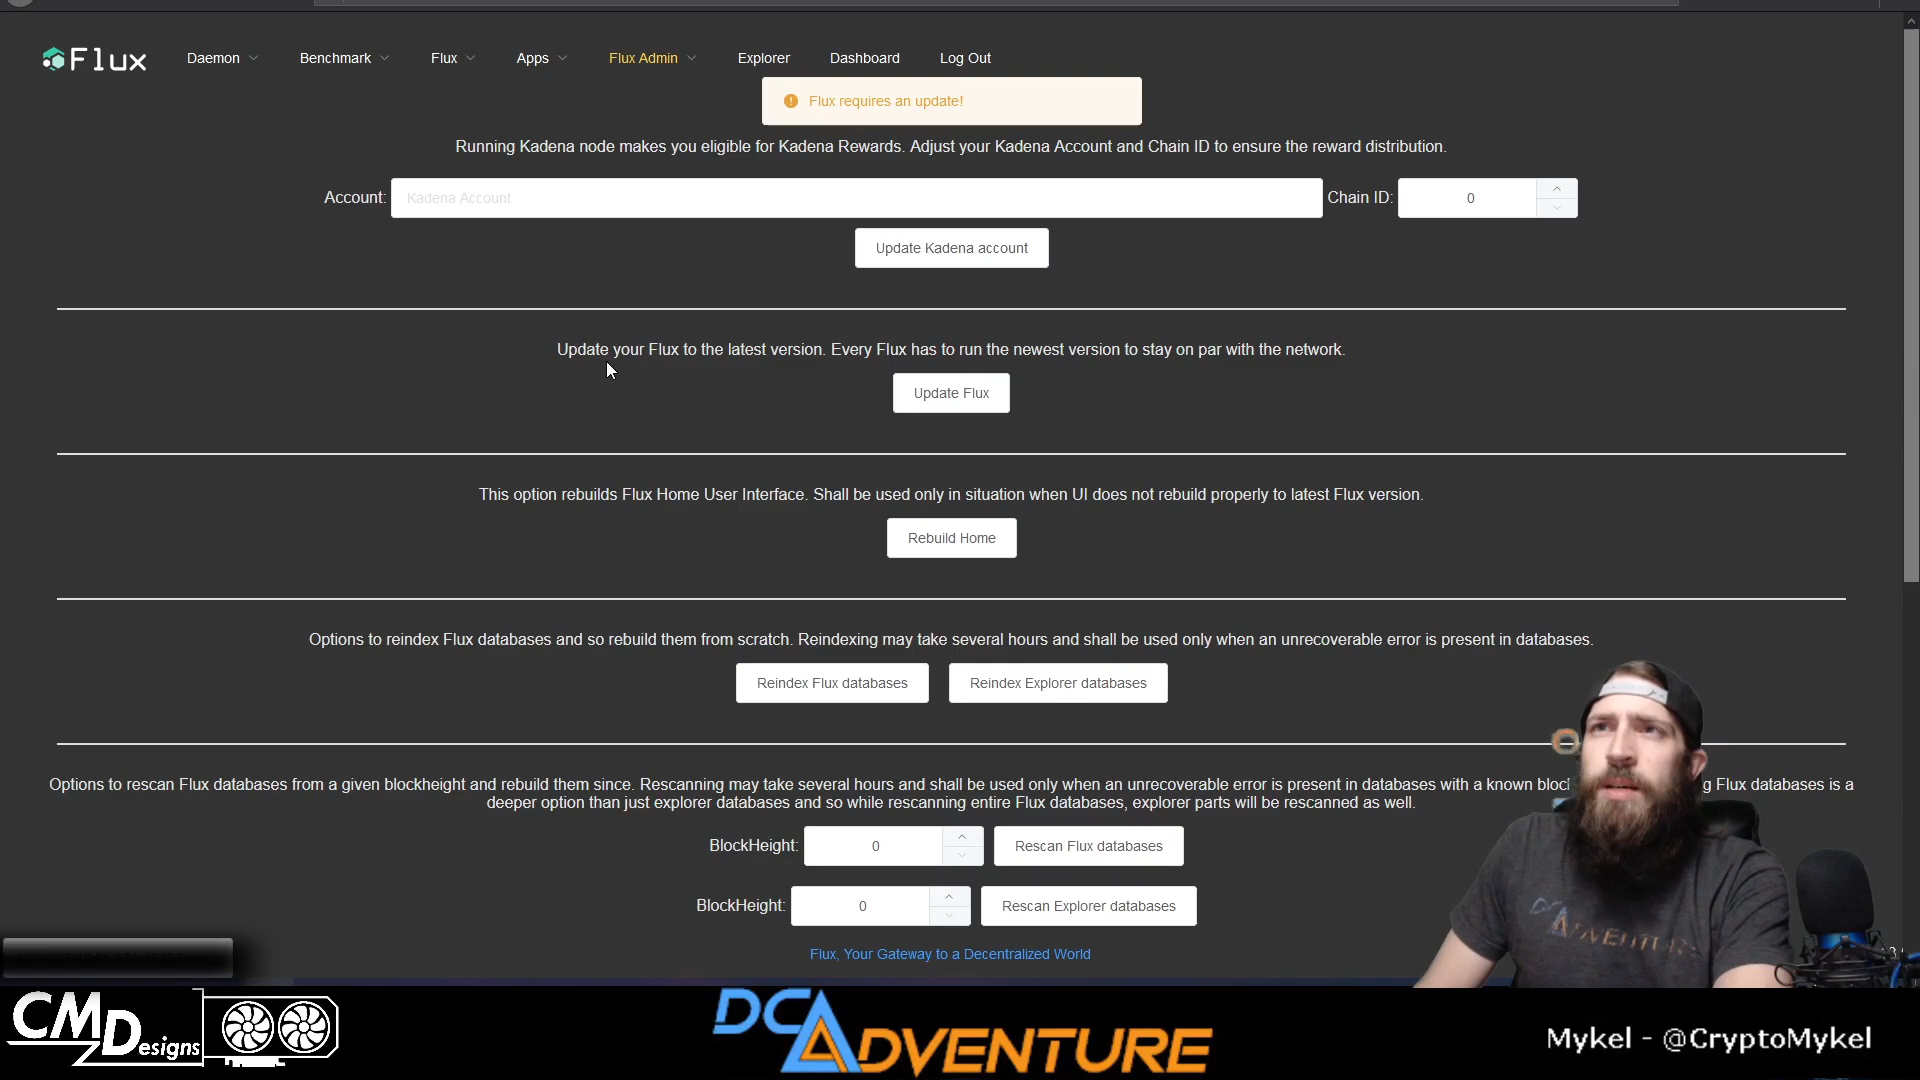 Flux
Daemon Benchmark Flux Apps Flux Admin Explorer Dashboard Log Out
Flux requires an update!
Running Kadena node makes you eligible for Kadena Rewards. Adjust your Kadena Account and Chain ID to ensure the reward distribution.
Account: Kadena Account Chain ID: 0
Update Kadena account
Update your Flux to the latest version. Every Flux has to run the newest version to stay on par with the network.
Update Flux
This option rebuilds Flux Home User Interface. Shall be used only in situation when UI does not rebuild properly to latest Flux version.
Rebuild Home
Options to reindex Flux databases and so rebuild them from scratch. Reindexing may take several hours and shall be used only when an unrecoverable error is present in databases.
Reindex Flux databases Reindex Explorer databases
Options to rescan Flux databases from a given blockheight and rebuild them since. Rescanning may take several hours and shall be used only when an unrecoverable error is present in databases with a known Flux databases is a
deeper option than just explorer databases and so while rescanning entire Flux databases, explorer parts will be rescanned as well.
BlockHeight: 0 Rescan Flux databases
BlockHeight: 0 Rescan Explorer databases
Flux, Your Gateway to a Decentralized World
CMDesigns
DCAdventure
Mykel - @CryptoMykel